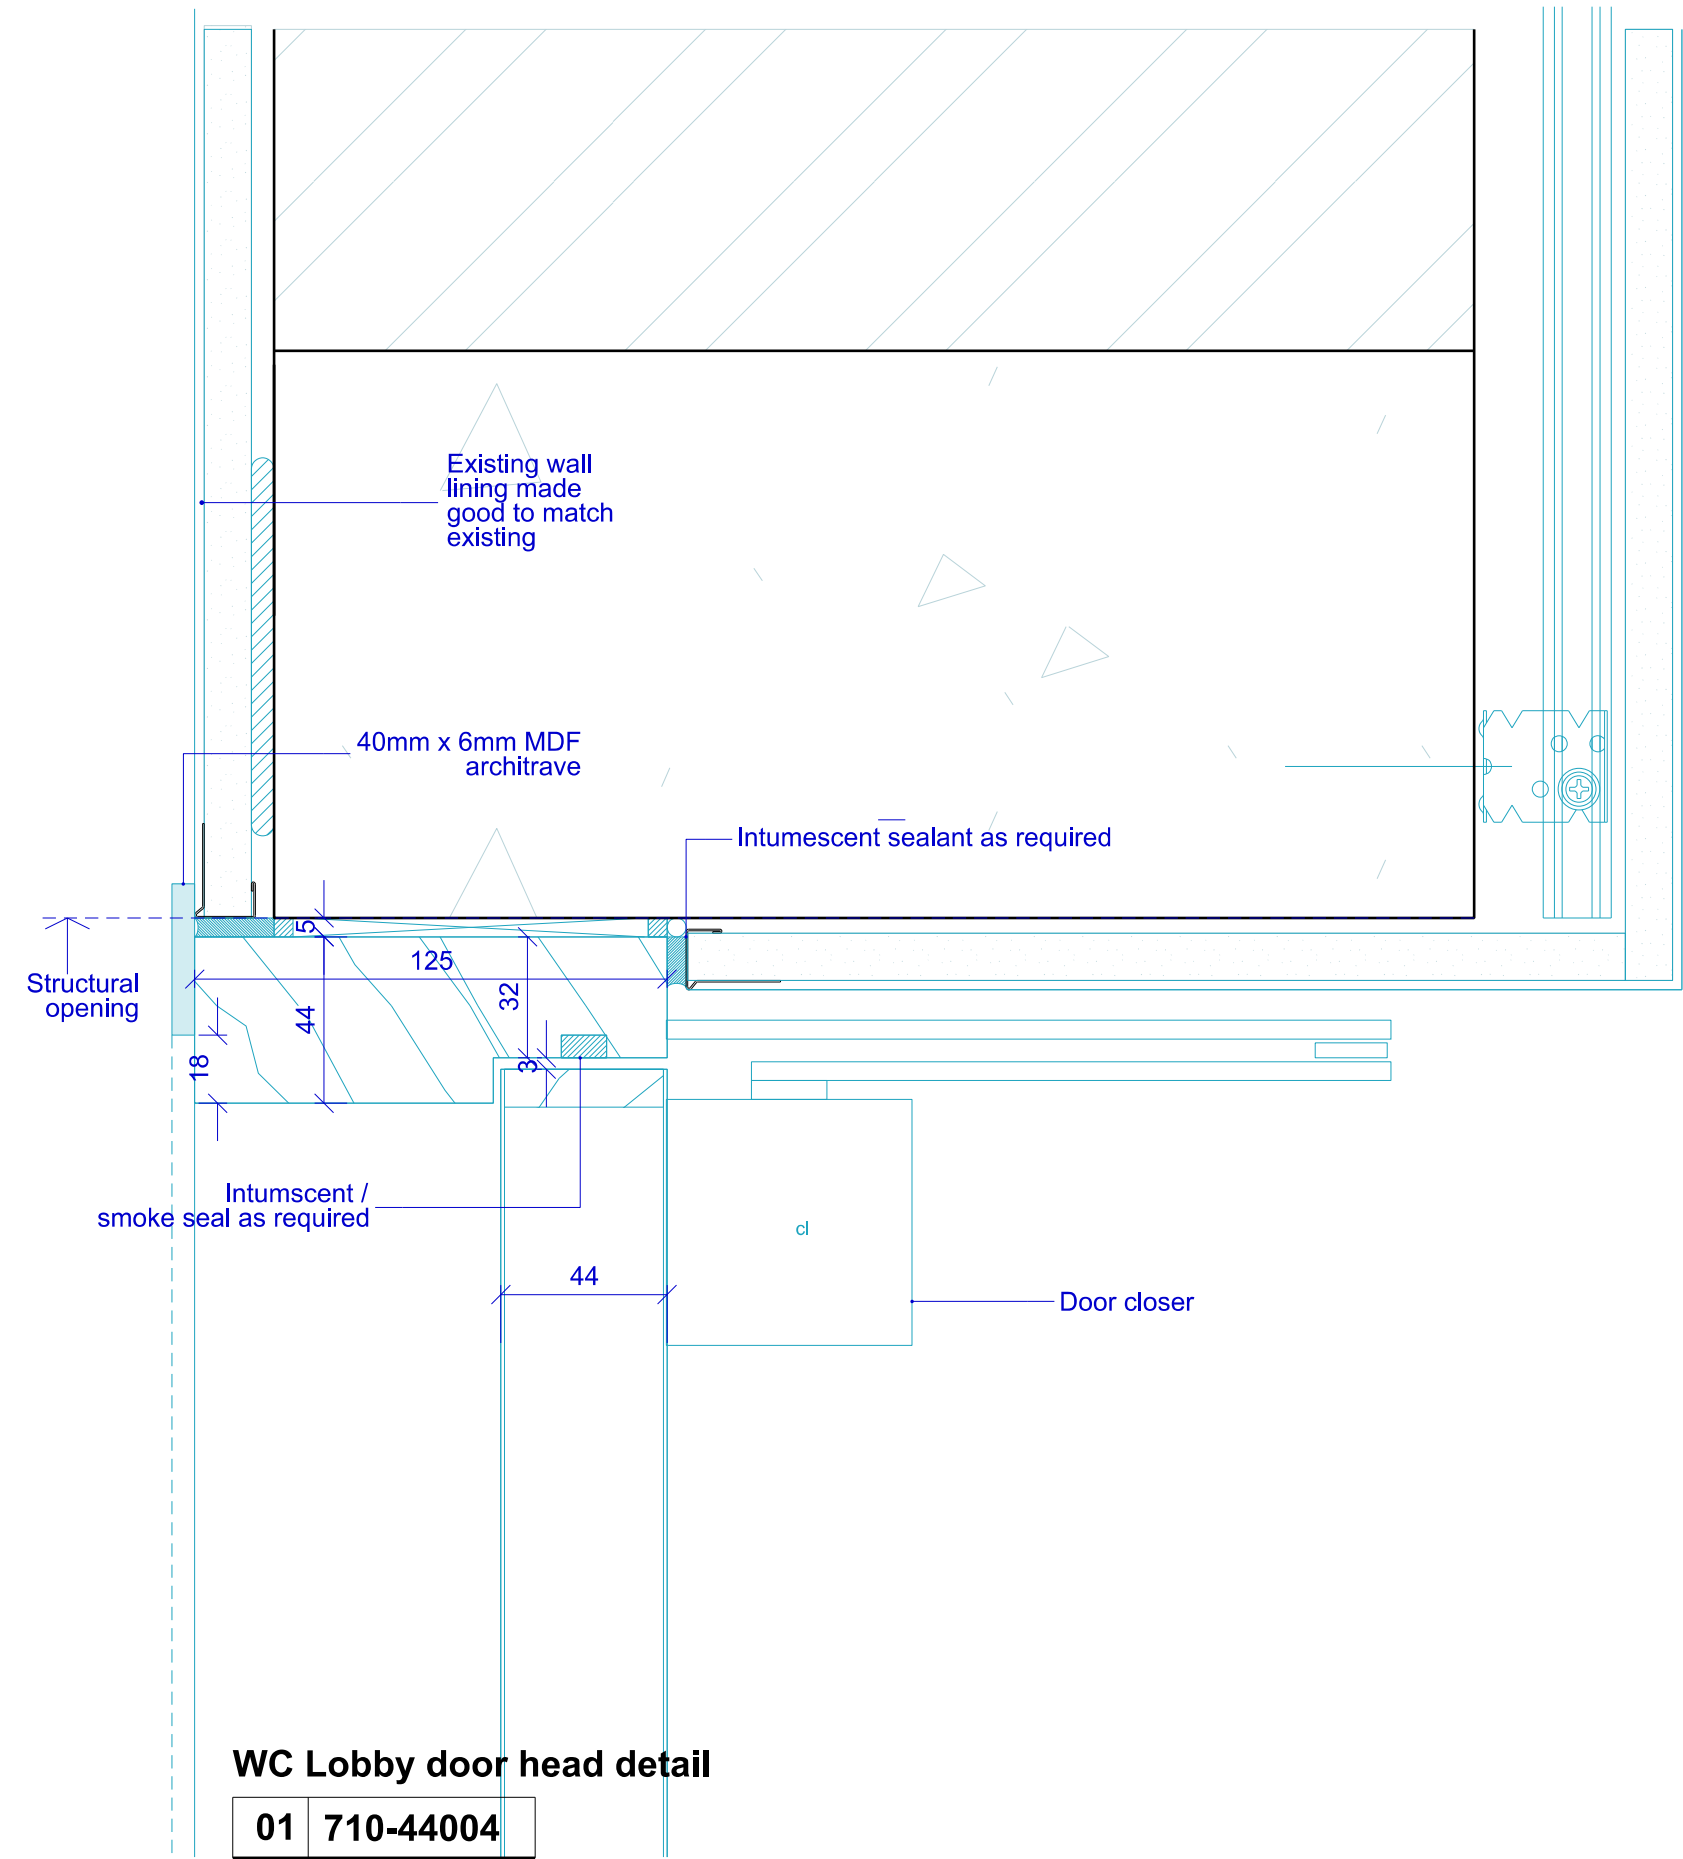 Existing wall
lining made
good to match
existing
40mm x 6mm MDF
architrave
Intumescent sealant as required
5
125
Structural
opening
32
44
18
3
Intumscent /
smoke seal as required
cl
44
Door closer
WC Lobby door head detail
01 710-44004